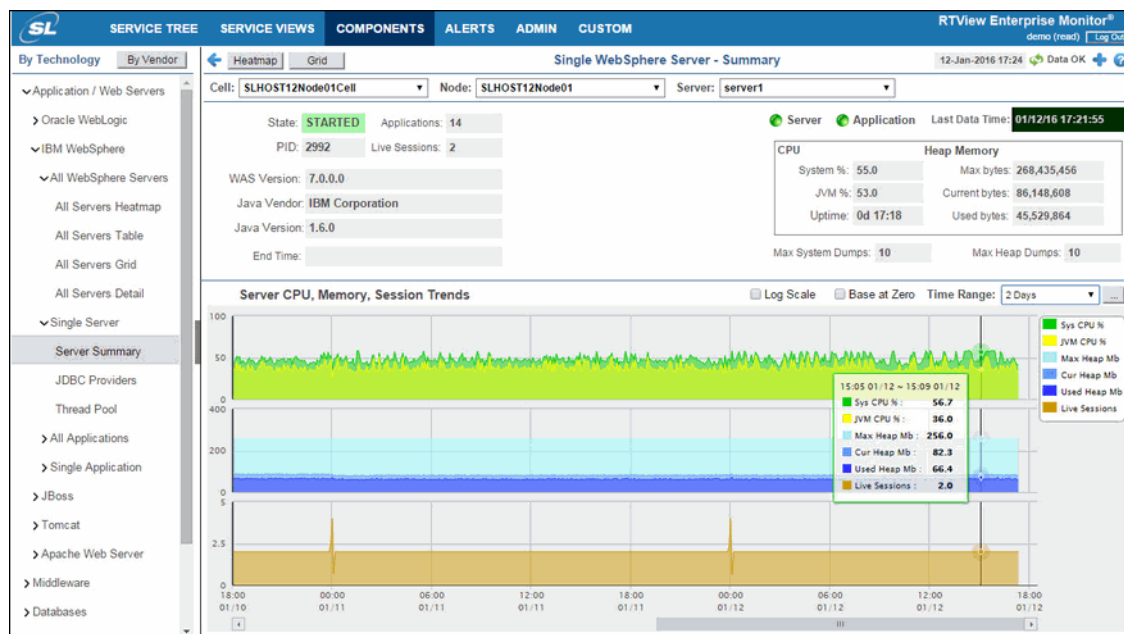 SL SERVICE TREE SERVICE VIEWS COMPONENTS ALERTS ADMIN CUSTOM RTView Enterprise Monitor®
demo (read) Log Out
By Technology By Vendor Heatmap Grid Single WebSphere Server - Summary 12-Jan-2016 17:24 Data OK
Cell: SLHOST12Node01Cell Node: SLHOST12Node01 Server: server1
Application / Web Servers
Oracle WebLogic
IBM WebSphere
All WebSphere Servers
All Servers Heatmap
All Servers Table
All Servers Grid
All Servers Detail
Single Server
Server Summary
JDBC Providers
Thread Pool
All Applications
Single Application
JBoss
Tomcat
Apache Web Server
Middleware
Databases
State: STARTED Applications: 14
PID: 2992 Live Sessions: 2
WAS Version: 7.0.0.0
Java Vendor: IBM Corporation
Java Version: 1.6.0
End Time:
Server Application Last Data Time: 01/12/16 17:21:55
CPU Heap Memory
System %: 55.0 Max bytes: 268,435,456
JVM %: 53.0 Current bytes: 86,148,608
Uptime: 0d 17:18 Used bytes: 45,529,864
Max System Dumps: 10 Max Heap Dumps: 10
Server CPU, Memory, Session Trends Log Scale Base at Zero Time Range: 2 Days ...
100
50
0
400
200
0
5
2.5
0
15:05 01/12 ~ 15:09 01/12
Sys CPU % : 56.7
JVM CPU % : 36.0
Max Heap Mb : 256.0
Cur Heap Mb : 82.3
Used Heap Mb : 66.4
Live Sessions : 2.0
Sys CPU %
JVM CPU %
Max Heap Mb
Cur Heap Mb
Used Heap Mb
Live Sessions
18:00 00:00 06:00 12:00 18:00 00:00 06:00 12:00 18:00
01/10 01/11 01/11 01/11 01/11 01/12 01/12 01/12 01/12